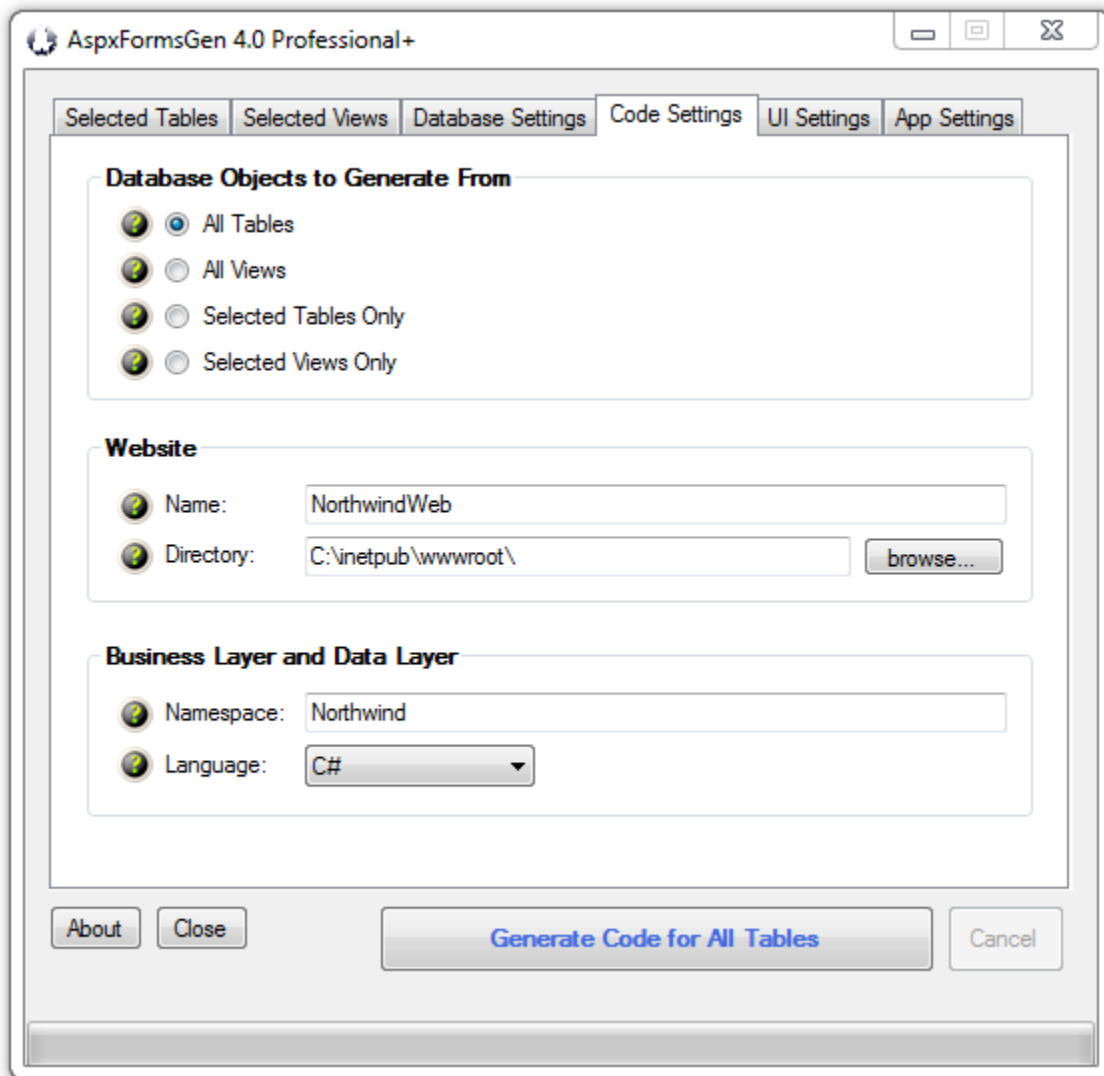 AspxFormsGen 4.0 Professional+
Selected Tables Selected Views Database Settings Code Settings UI Settings App Settings
Database Objects to Generate From
? All Tables
? All Views
? Selected Tables Only
? Selected Views Only
Website
? Name: NorthwindWeb
? Directory: C:\inetpub\wwwroot\ browse...
Business Layer and Data Layer
? Namespace: Northwind
? Language: C#
About Close Generate Code for All Tables Cancel